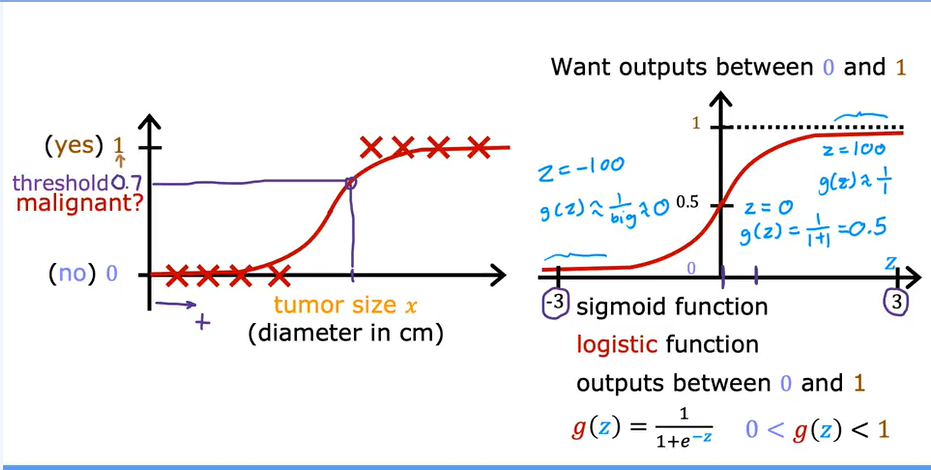 (yes) 1
threshold 0.7
malignant?
(no) 0
+
tumor size x
(diameter in cm)
Want outputs between 0 and 1
1
z=100
g(z)≈1/1
z=-100
g(z)≈1/big≈0
0.5
z=0
g(z)=1/1+1=0.5
0
z
-3
3
sigmoid function
logistic function
outputs between 0 and 1
g(z) = 1/1+e^-z 0 < g(z) < 1